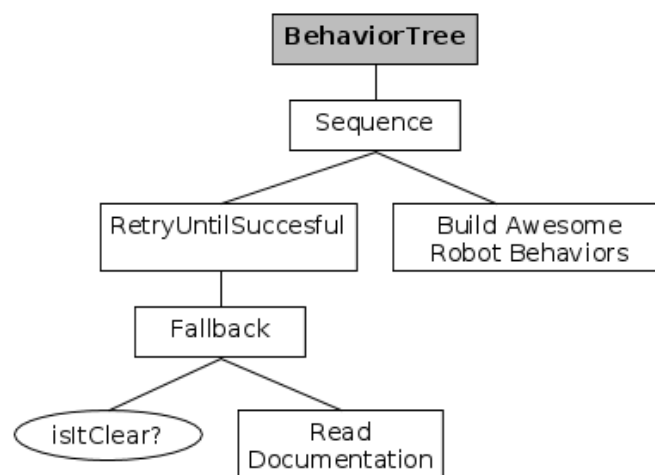 BehaviorTree
Sequence
RetryUntilSuccesful
Build Awesome
Robot Behaviors
Fallback
isItClear?
Read
Documentation